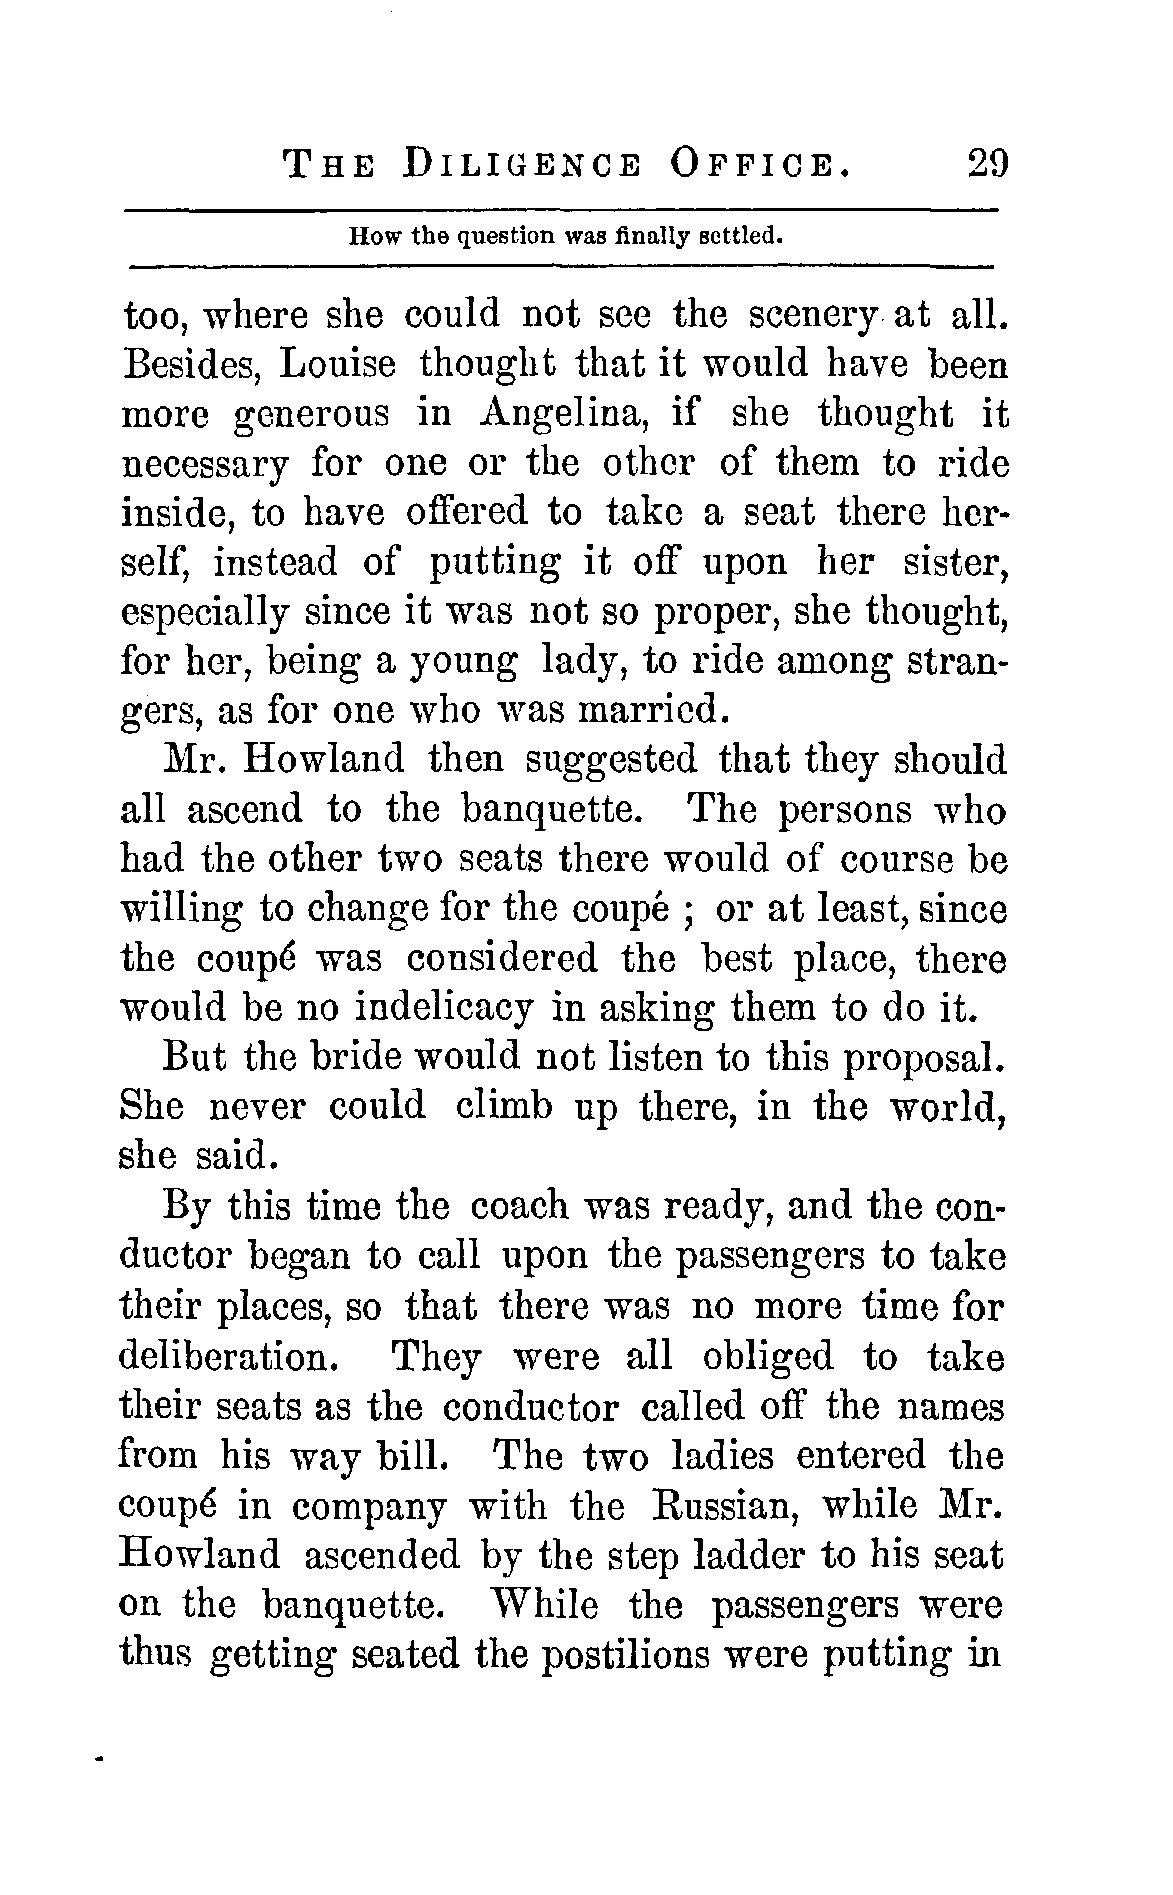 THE DILIGENCE OFFICE. 29
How the question was finally settled.
too, where she could not see the scenery at all.
Besides, Louise thought that it would have been
more generous in Angelina, if she thought it
necessary for one or the other of them to ride
inside, to have offered to take a seat there her-
self, instead of putting it off upon her sister,
especially since it was not so proper, she thought,
for her, being a young lady, to ride among stran-
gers, as for one who was married.
Mr. Howland then suggested that they should
all ascend to the banquette. The persons who
had the other two seats there would of course be
willing to change for the coupé ; or at least, since
the coupé was considered the best place, there
would be no indelicacy in asking them to do it.
But the bride would not listen to this proposal.
She never could climb up there, in the world,
she said.
By this time the coach was ready, and the con-
ductor began to call upon the passengers to take
their places, so that there was no more time for
deliberation. They were all obliged to take
their seats as the conductor called off the names
from his way bill. The two ladies entered the
coupé in company with the Russian, while Mr.
Howland ascended by the step ladder to his seat
on the banquette. While the passengers were
thus getting seated the postilions were putting in